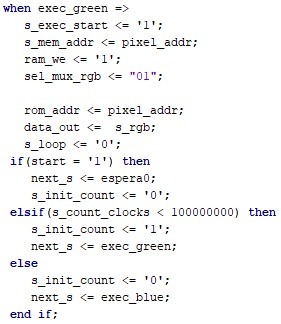 when exec_green =>
s_exec_start <= '1';
s_mem_addr <= pixel_addr;
ram_we <= '1';
sel_mux_rgb <= "01";
rom_addr <= pixel_addr;
data_out <= s_rgb;
s_loop <= '0';
if(start = '1') then
next_s <= espera0;
s_init_count <= '0';
elsif(s_count_clocks < 100000000) then
s_init_count <= '1';
next_s <= exec_green;
else
s_init_count <= '0';
next_s <= exec_blue;
end if;